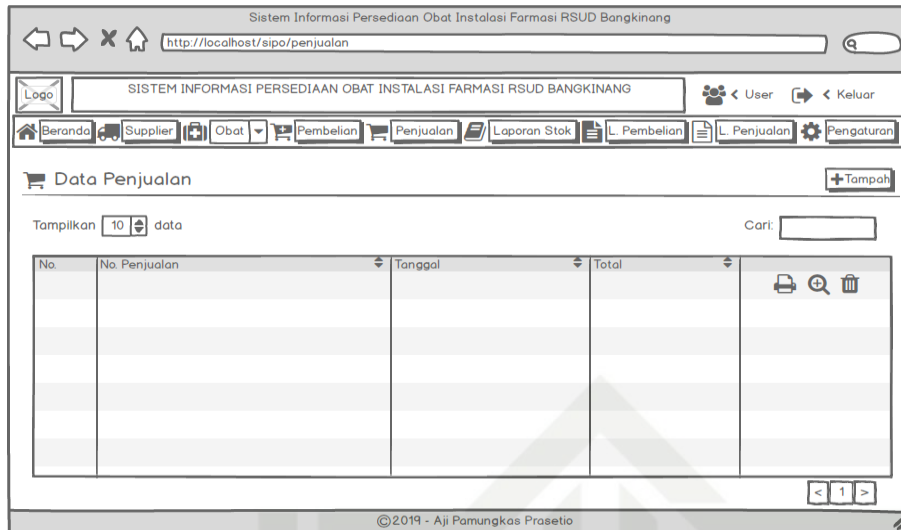 Sistem Informasi Persediaan Obat Instalasi Farmasi RSUD Bangkinang
http://localhost/sipo/penjualan
Logo SISTEM INFORMASI PERSEDIAAN OBAT INSTALASI FARMASI RSUD BANGKINANG < User < Keluar
Beranda Supplier Obat Pembelian Penjualan Laporan Stok L. Pembelian L. Penjualan Pengaturan
Data Penjualan +Tampah
Tampilkan 10 data Cari:
No. No. Penjualan Tanggal Total
< 1 >
©2019 - Aji Pamungkas Prasetio